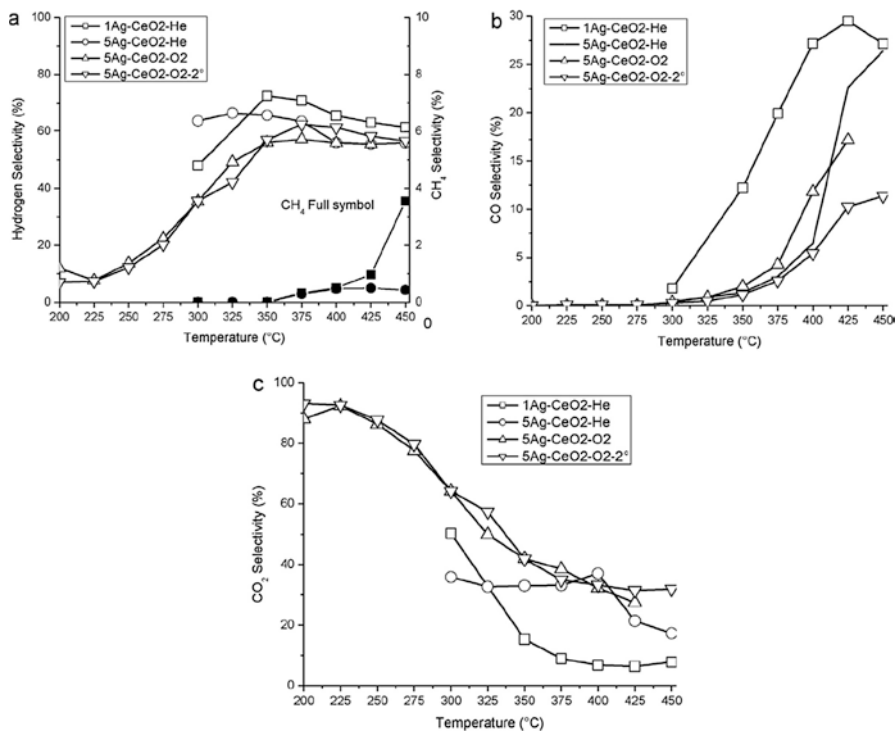 a
1Ag-CeO2-He
5Ag-CeO2-He
5Ag-CeO2-O2
5Ag-CeO2-O2-2°
100
80
60
40
20
0
Hydrogen Selectivity (%)
10
8
6
4
2
0
0
CH₄ Selectivity (%)
CH₄ Full symbol
200 225 250 275 300 325 350 375 400 425 450
Temperature (°C)
b
1Ag-CeO2-He
5Ag-CeO2-He
5Ag-CeO2-O2
5Ag-CeO2-O2-2°
30
25
20
15
10
5
0
CO Selectivity (%)
200 225 250 275 300 325 350 375 400 425 450
Temperature (°C)
c
1Ag-CeO2-He
5Ag-CeO2-He
5Ag-CeO2-O2
5Ag-CeO2-O2-2°
100
80
60
40
20
0
CO₂ Selectivity (%)
200 225 250 275 300 325 350 375 400 425 450
Temperature (°C)